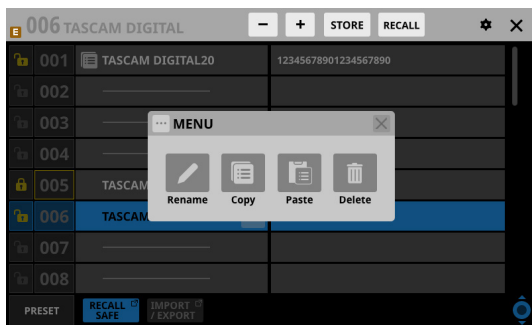 E 006 TASCAM DIGITAL - + STORE RECALL
001 TASCAM DIGITAL20 12345678901234567890
002
003
MENU
004
005 TASCAM
Rename Copy Paste Delete
006 TASCAM
007
008
PRESET RECALL SAFE IMPORT / EXPORT